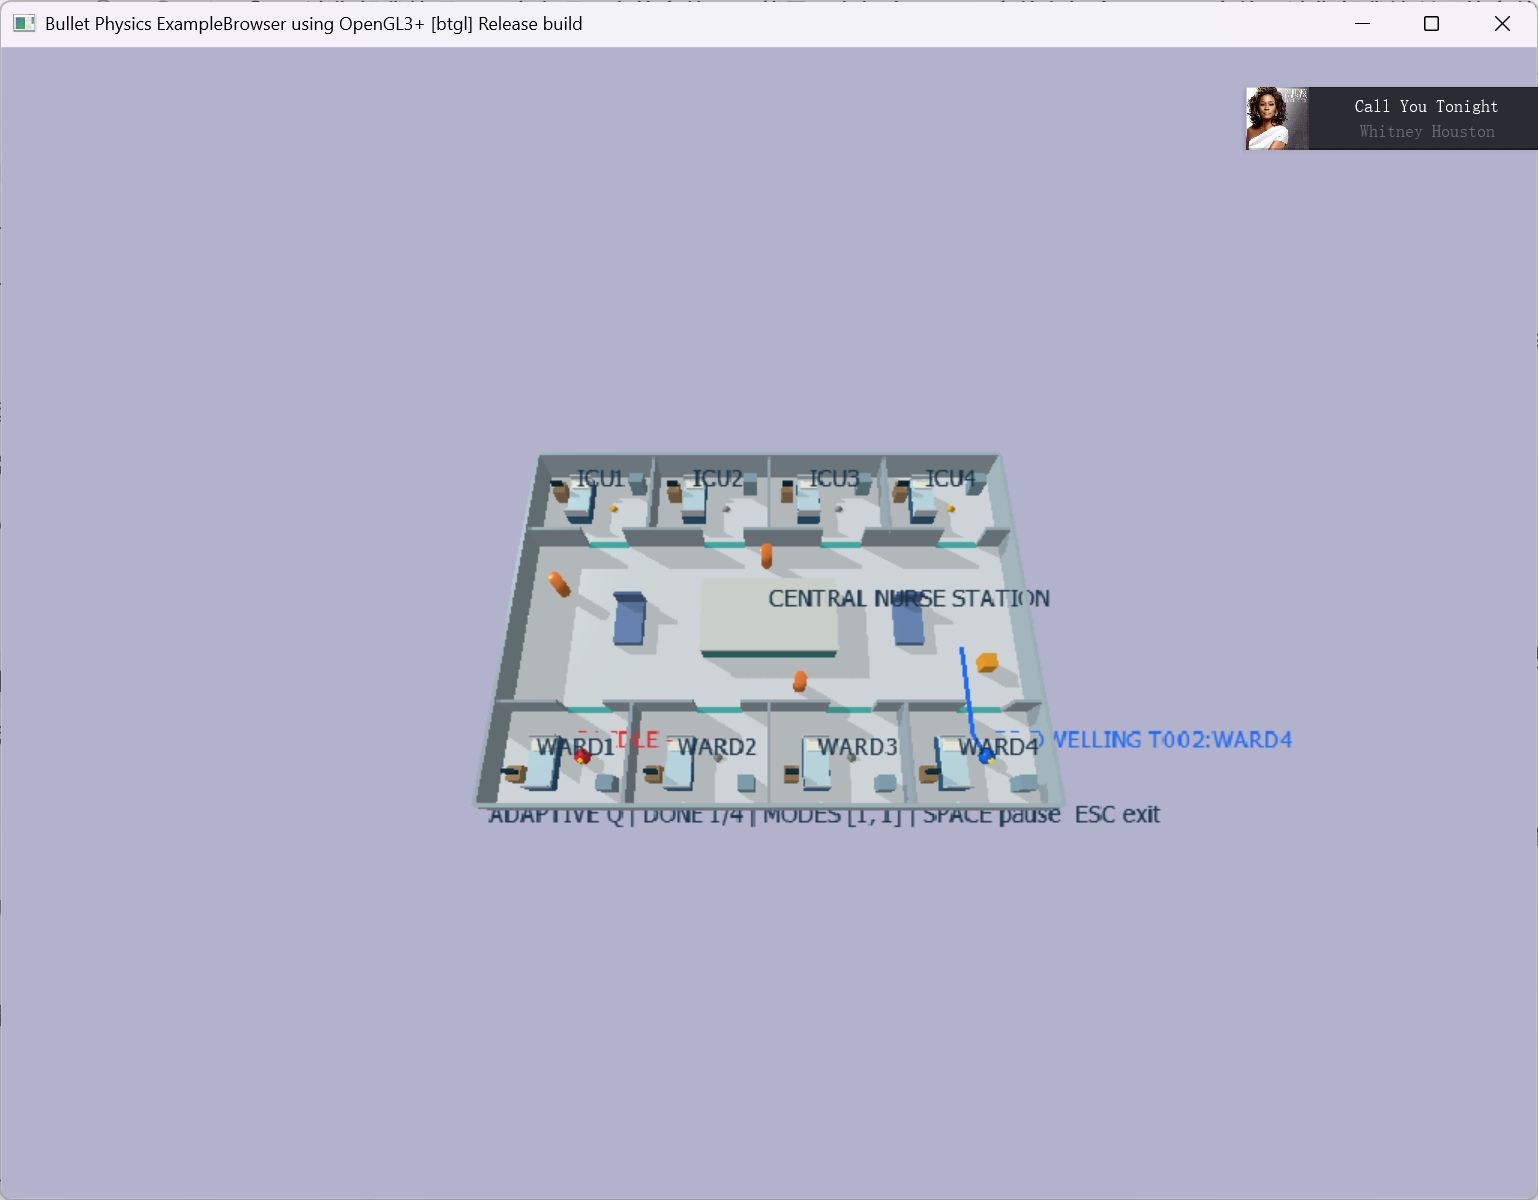 Bullet Physics ExampleBrowser using OpenGL3+ [btgl] Release build
Call You Tonight
Whitney Houston
ICU1
ICU2
ICU3
ICU4
CENTRAL NURSE STATION
WARD1
WARD2
WARD3
WARD4
T002:WARD4
ADAPTIVE Q | DONE 1/4 | MODES [1, 1] | SPACE pause ESC exit